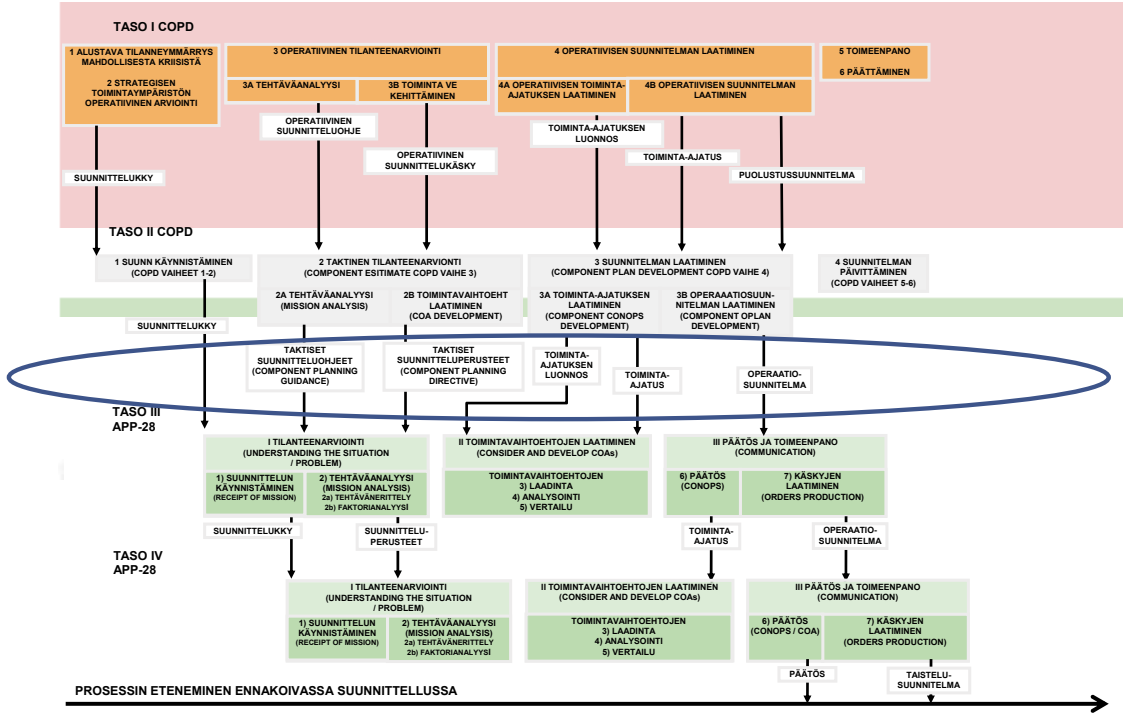 TASO I COPD
1 ALUSTAVA TILANNEYMMÄRRYS
MAHDOLLISESTA KRIISISTÄ
2 STRATEGISEN
TOIMINTAYMPÄRISTÖN
OPERATIIVINEN ARVIOINTI
3 OPERATIIVINEN TILANTEENARVIOINTI
3A TEHTÄVÄANALYYSI
3B TOIMINTA VE
KEHITTÄMINEN
4 OPERATIIVISEN SUUNNITELMAN LAATIMINEN
4A OPERATIIVISEN TOIMINTA-
AJATUKSEN LAATIMINEN
4B OPERATIIVISEN SUUNITELMAN
LAATIMINEN
5 TOIMEENPANO
6 PÄÄTTÄMINEN
OPERATIIVINEN
SUUNNITTELUOHJE
TOIMINTA-AJATUKSEN
LUONNOS
OPERATIIVINEN
SUUNNITTELUKÄSKY
TOIMINTA-AJATUS
SUUNNITTELUKKY
PUOLUSTUSSUUNITELMA
TASO II COPD
1 SUUNN KÄYNNISTÄMINEN
(COPD VAIHEET 1-2)
2 TAKTINEN TILANTEENARVIONTI
(COMPONENT ESITIMATE COPD VAIHE 3)
2A TEHTÄVÄANALYYSI
(MISSION ANALYSIS)
2B TOIMINTAVAIHTOEHT
LAATIMINEN
(COA DEVELOPMENT)
3 SUUNNITELMAN LAATIMINEN
(COMPONENT PLAN DEVELOPMENT COPD VAIHE 4)
3A TOIMINTA-AJATUKSEN
LAATIMINEN
(COMPONENT CONOPS
DEVELOPMENT)
3B OPERAAATIOSUUN-
NITELMAN LAATIMINEN
(COMPONENT OPLAN
DEVELOPMENT)
4 SUUNNITELMAN
PÄIVITTÄMINEN
(COPD VAIHEET 5-6)
SUUNNITTELUKKY
TAKTISET
SUUNNITTELUOHJEET
(COMPONENT PLANNING
GUIDANCE)
TAKTISET
SUUNNITTELUPERUSTEET
(COMPONENT PLANNING
DIRECTIVE)
TOIMINTA-
AJATUKSEN
LUONNOS
TOIMINTA-
AJATUS
OPERAATIO-
SUUNNITELMA
TASO III
APP-28
I TILANTEENARVIOINTI
(UNDERSTANDING THE SITUATION
/ PROBLEM)
1) SUUNNITTELUN
KÄYNNISTÄMINEN
(RECEIPT OF MISSION)
2) TEHTÄVÄANALYYSI
(MISSION ANALYSIS)
2a) TEHTÄVÄNERITTELY
2b) FAKTORIANALYYSI
II TOIMINTAVAIHTOEHTOJEN LAATIMINEN
(CONSIDER AND DEVELOP COAs)
TOIMINTAVAIHTOEHTOJEN
3) LAADINTA
4) ANALYSOINTI
5) VERTAILU
III PÄÄTÖS JA TOIMEENPANO
(COMMUNICATION)
6) PÄÄTÖS
(CONOPS)
7) KÄSKYJEN
LAATIMINEN
(ORDERS PRODUCTION)
SUUNNITTELUKKY
SUUNNITTELU-
PERUSTEET
TOIMINTA-
AJATUS
OPERAATIO-
SUUNNITELMA
TASO IV
APP-28
I TILANTEENARVIOINTI
(UNDERSTANDING THE SITUATION
/ PROBLEM)
1) SUUNNITTELUN
KÄYNNISTÄMINEN
(RECEIPT OF MISSION)
2) TEHTÄVÄANALYYSI
(MISSION ANALYSIS)
2a) TEHTÄVÄNERITTELY
2b) FAKTORIANALYYSÍ
II TOIMINTAVAIHTOEHTOJEN LAATIMINEN
(CONSIDER AND DEVELOP COAs)
TOIMINTAVAIHTOEHTOJEN
3) LAADINTA
4) ANALYSOINTI
5) VERTAILU
III PÄÄTÖS JA TOIMEENPANO
(COMMUNICATION)
6) PÄÄTÖS
(CONOPS / COA)
7) KÄSKYJEN
LAATIMINEN
(ORDERS PRODUCTION)
PÄÄTÖS
TAISTELU-
SUUNNITELMA
PROSESSIN ETENEMINEN ENNAKOIVASSA SUUNNITTELLUSSA